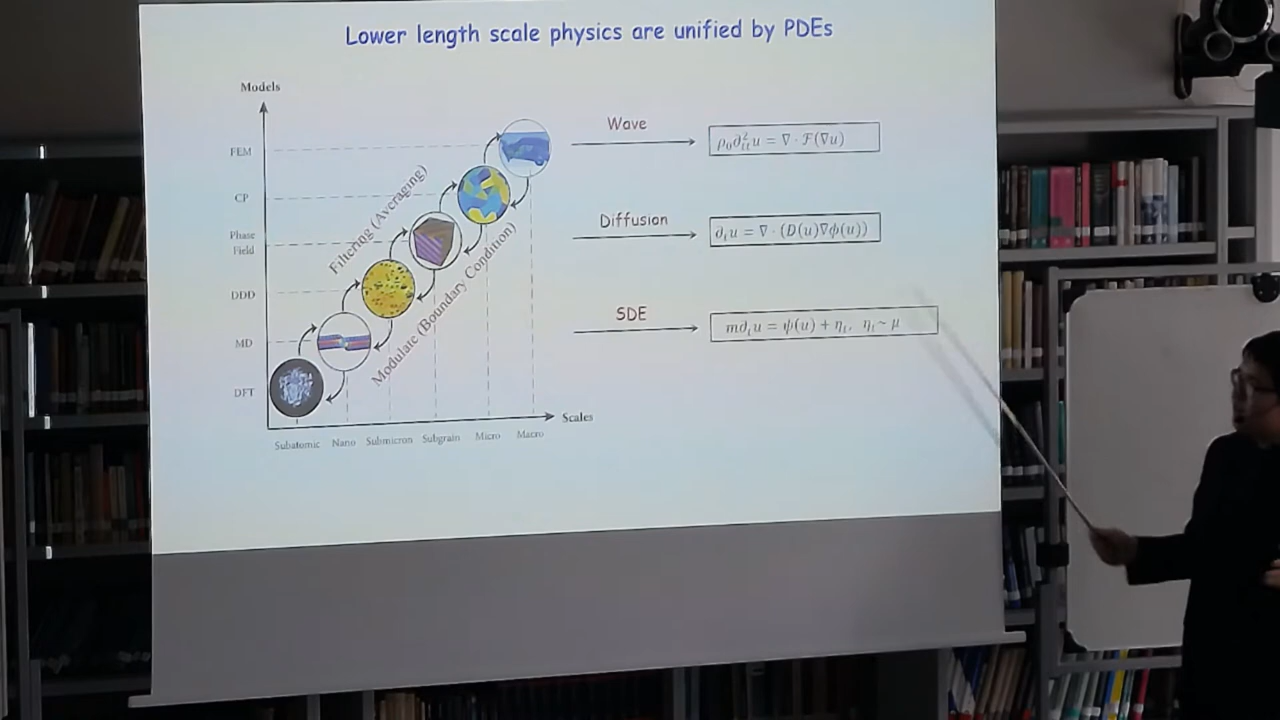 Lower length scale physics are unified by PDEs
Models
FEM
CP
Phase
Field
DDD
MD
DFT
Filtering (Averaging)
Modulate (Boundary Condition)
Subatomic Nano Submicron Subgrain Micro Macro
Scales
Wave
ρ₀∂²ₜₜu = ∇ · ℱ(∇u)
Diffusion
∂ₜu = ∇ · (D(u)∇ϕ(u))
SDE
m∂ₜu = ψ(u) + ηₜ, ηₜ ~ μ